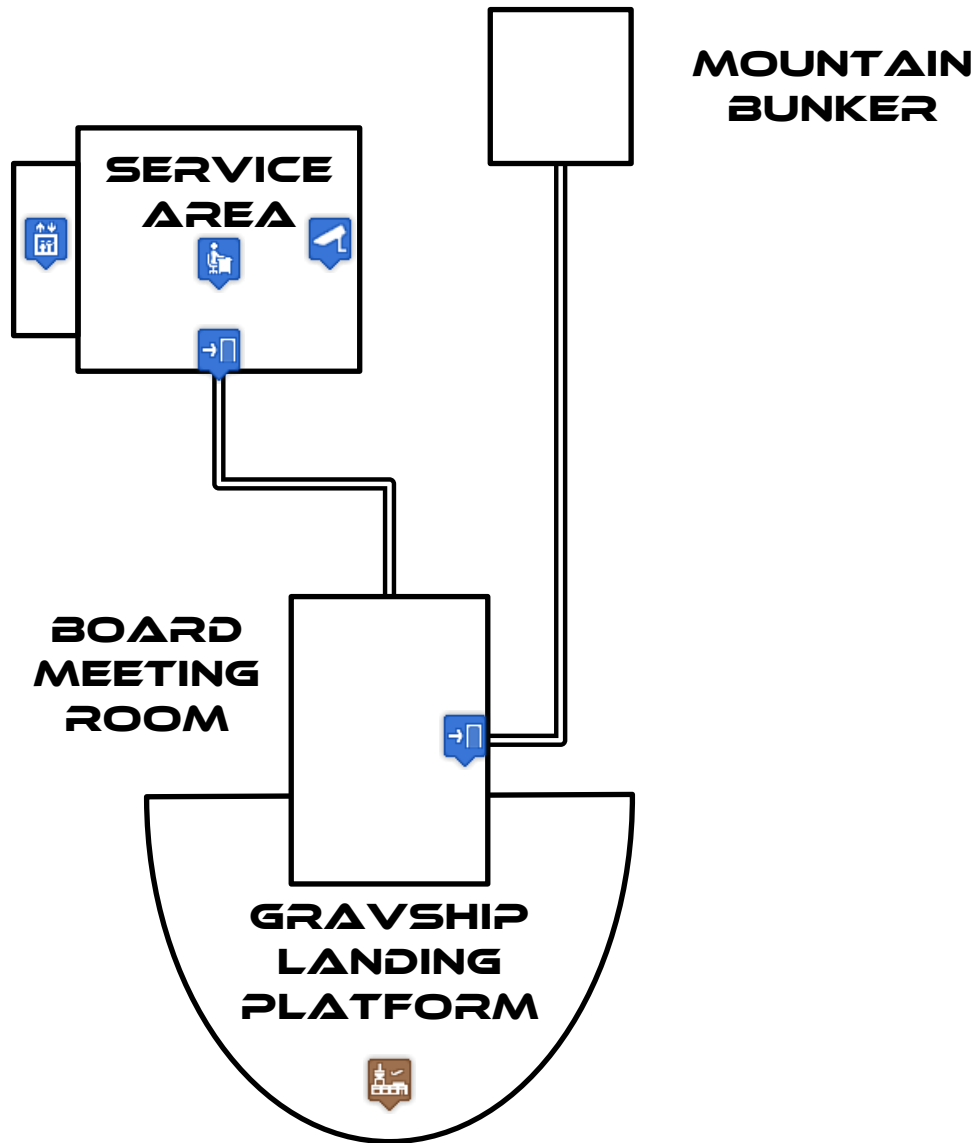 MOUNTAIN
BUNKER
SERVICE
AREA
BOARD
MEETING
ROOM
GRAVSHIP
LANDING
PLATFORM